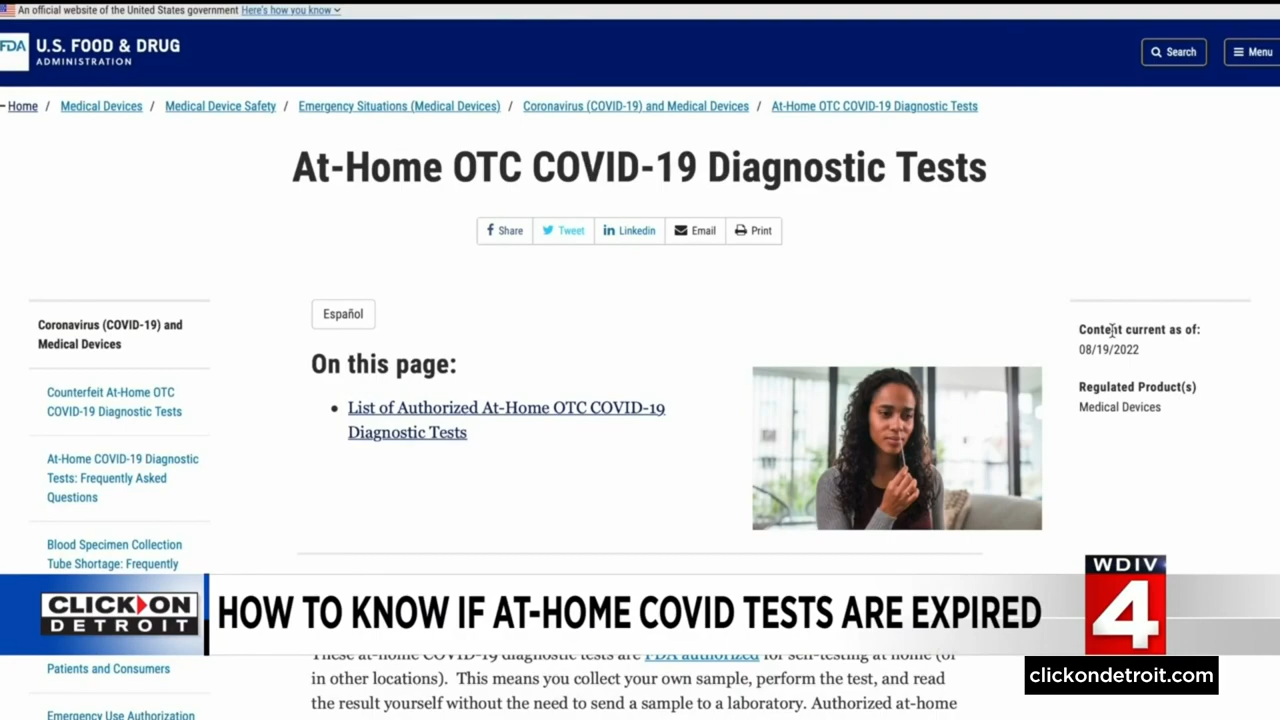 An official website of the United States government Here's how you know
FDA U.S. FOOD & DRUG
ADMINISTRATION
Search
Menu
Home / Medical Devices / Medical Device Safety / Emergency Situations (Medical Devices) / Coronavirus (COVID-19) and Medical Devices / At-Home OTC COVID-19 Diagnostic Tests
At-Home OTC COVID-19 Diagnostic Tests
Share Tweet Linkedin Email Print
Coronavirus (COVID-19) and
Medical Devices
Counterfeit At-Home OTC
COVID-19 Diagnostic Tests
At-Home COVID-19 Diagnostic
Tests: Frequently Asked
Questions
Blood Specimen Collection
Tube Shortage: Frequently
Español
On this page:
• List of Authorized At-Home OTC COVID-19
Diagnostic Tests
Content current as of:
08/19/2022
Regulated Product(s)
Medical Devices
CLICK ON
DETROIT
HOW TO KNOW IF AT-HOME COVID TESTS ARE EXPIRED
WDIV
4
clickondetroit.com
Patients and Consumers
Emergency Use Authorization
These at-home COVID-19 diagnostic tests are FDA authorized for self-testing at home (or
in other locations). This means you collect your own sample, perform the test, and read
the result yourself without the need to send a sample to a laboratory. Authorized at-home